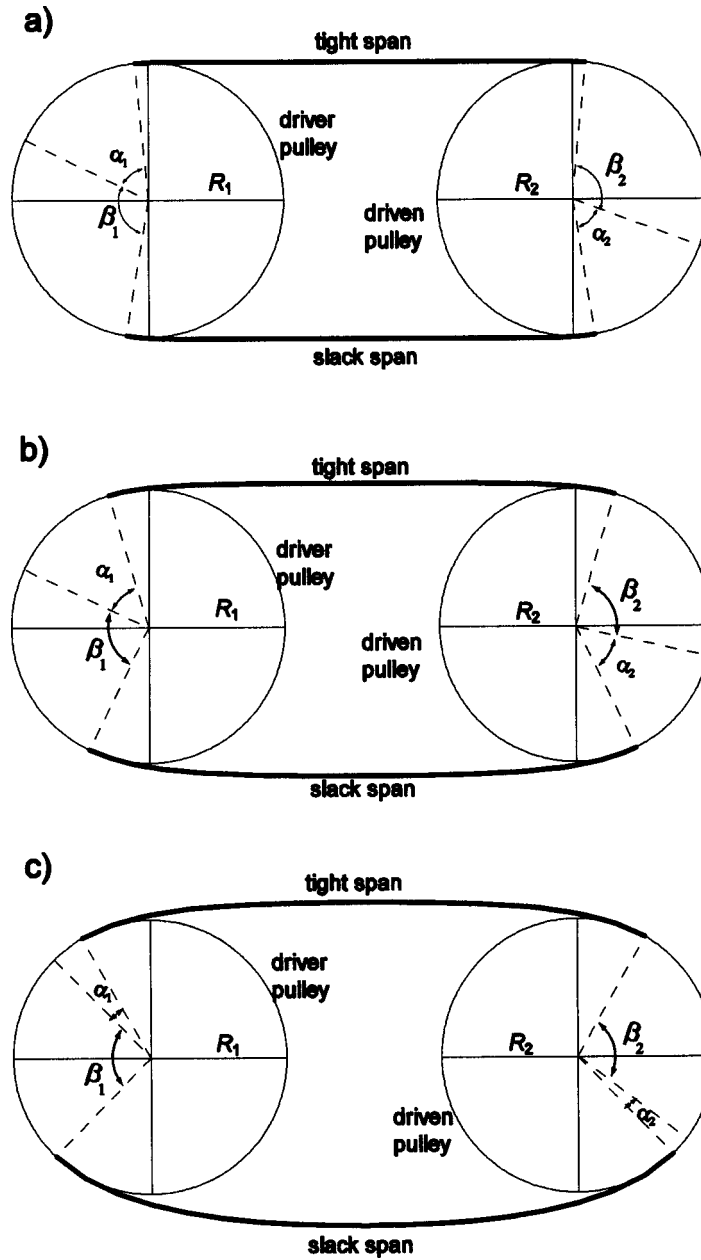 a)
tight span
driver
pulley
α₁
β₁
R₁
R₂
β₂
α₂
driven
pulley
slack span
b)
tight span
driver
pulley
α₁
β₁
R₁
R₂
β₂
α₂
driven
pulley
slack span
c)
tight span
driver
pulley
α₁
β₁
R₁
R₂
β₂
α₂
driven
pulley
slack span